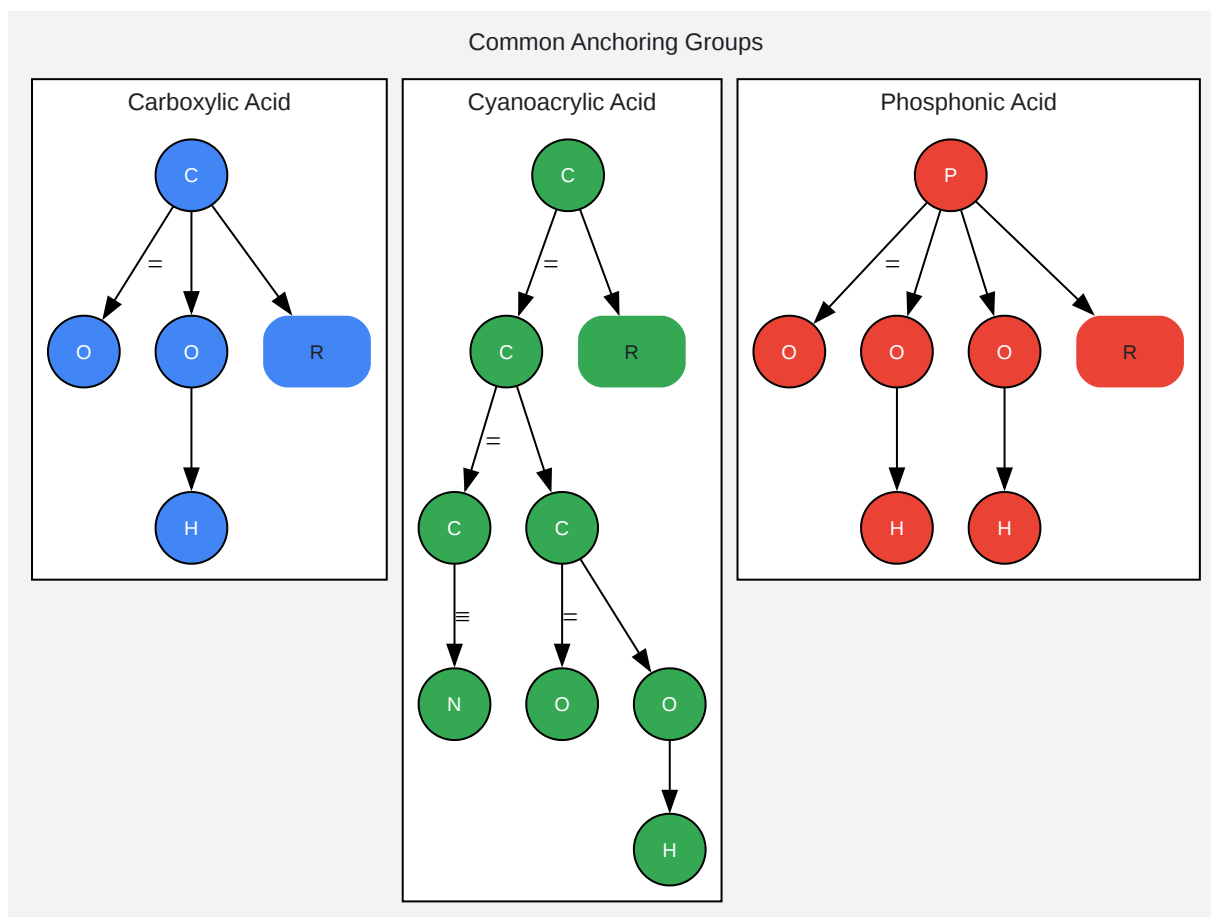 Common Anchoring Groups
Carboxylic Acid
C
=
O
O
R
H
Cyanoacrylic Acid
C
=
C
R
=
C
C
≡
=
N
O
O
H
Phosphonic Acid
P
=
O
O
O
R
H
H